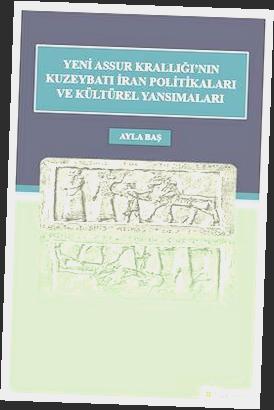 YENİ ASSUR KRALLIĞI'NIN
KUZEYBATI İRAN POLİTİKALARI
VE KÜLTÜREL YANSIMALARI
AYLA BAŞ